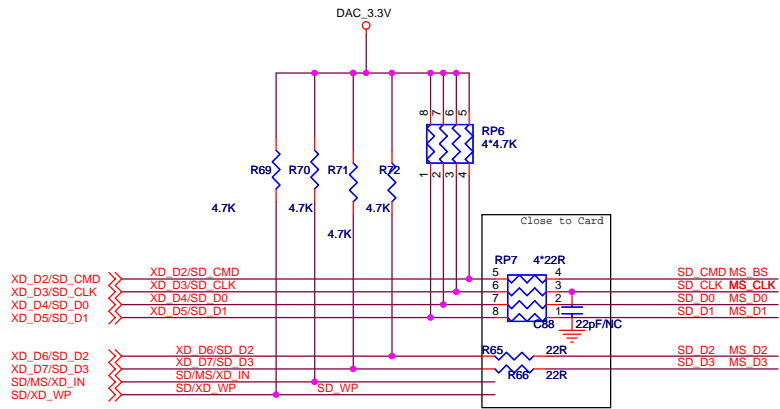 DAC_3.3V
8 7 6 5
RP6
4*4.7K
R69 R70 R71 R72
1 2 3 4
4.7K 4.7K 4.7K
4.7K
Close to Card
RP7 4*22R
XD_D2/SD_CMD XD_D2/SD_CMD 5 4 SD_CMD MS_BS
XD_D3/SD_CLK XD_D3/SD_CLK 6 3 SD_CLK MS_CLK
XD_D4/SD_D0 XD_D4/SD_D0 7 2 SD_D0 MS_D0
XD_D5/SD_D1 XD_D5/SD_D1 8 1 SD_D1 MS_D1
C88 22pF/NC
XD_D6/SD_D2 XD_D6/SD_D2 R65 22R SD_D2 MS_D2
XD_D7/SD_D3 XD_D7/SD_D3 R66 22R SD_D3 MS_D3
SD/MS/XD_IN SD/MS/XD_IN
SD/XD_WP SD/XD_WP SD_WP